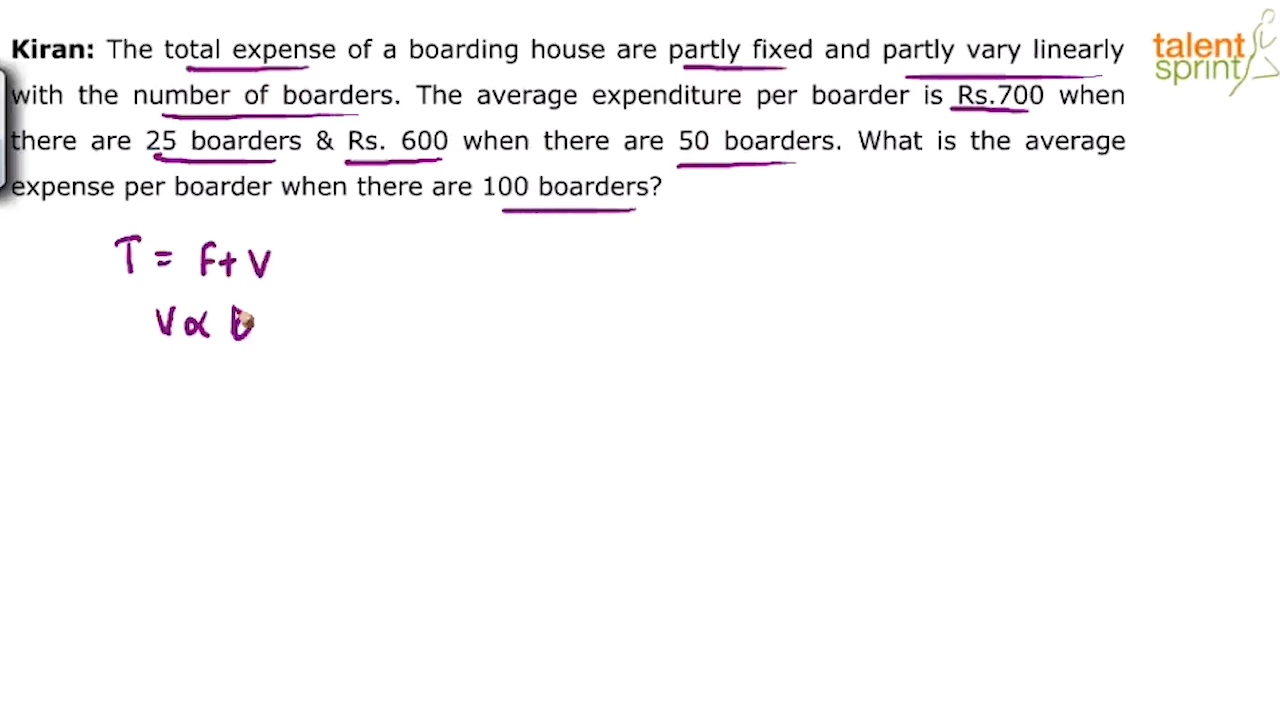 Kiran: The total expense of a boarding house are partly fixed and partly vary linearly
with the number of boarders. The average expenditure per boarder is Rs.700 when
there are 25 boarders & Rs. 600 when there are 50 boarders. What is the average
expense per boarder when there are 100 boarders?
talent
sprint
T = F + V
V ∝